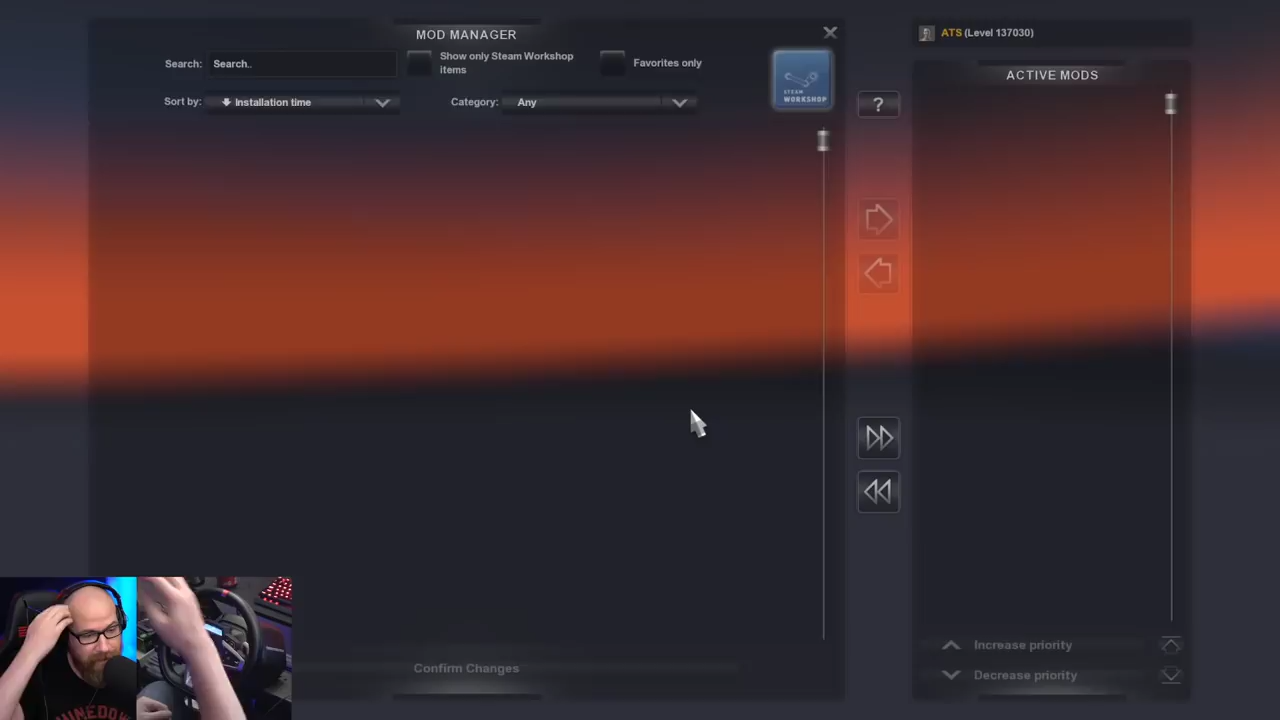 MOD MANAGER
Search:
Search..
Show only Steam Workshop
items
Favorites only
STEAM
WORKSHOP
Sort by:
Installation time
Category:
Any
?
ATS (Level 137030)
ACTIVE MODS
Confirm Changes
Increase priority
Decrease priority